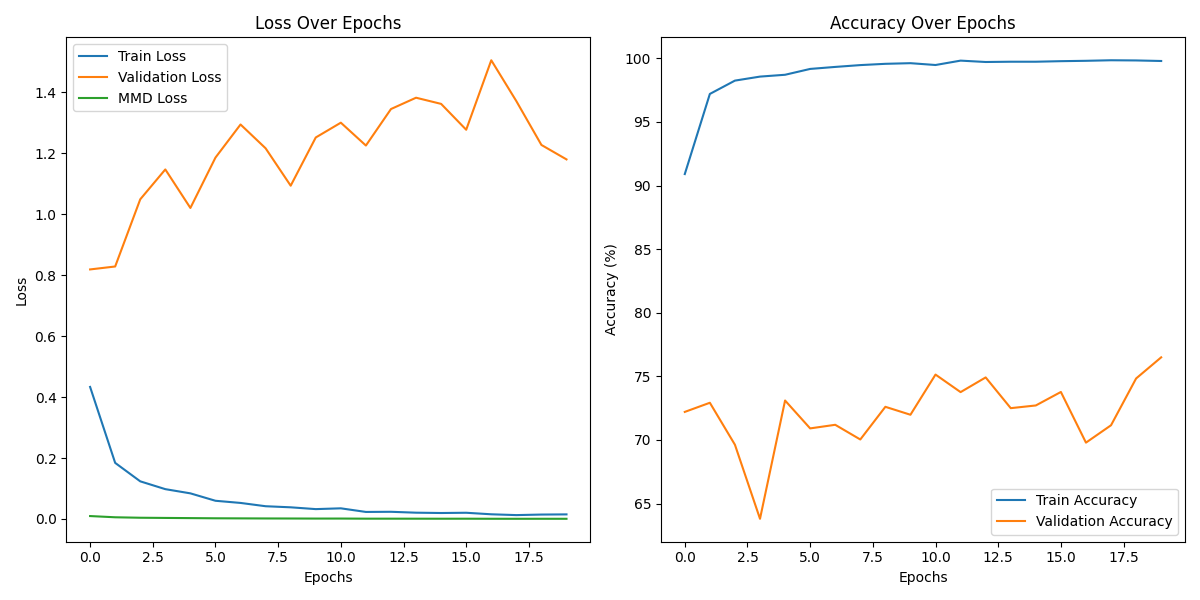 Loss Over Epochs
Train Loss
Validation Loss
MMD Loss
Loss
1.4
1.2
1.0
0.8
0.6
0.4
0.2
0.0
0.0 2.5 5.0 7.5 10.0 12.5 15.0 17.5
Epochs
Accuracy Over Epochs
Accuracy (%)
100
95
90
85
80
75
70
65
Train Accuracy
Validation Accuracy
0.0 2.5 5.0 7.5 10.0 12.5 15.0 17.5
Epochs